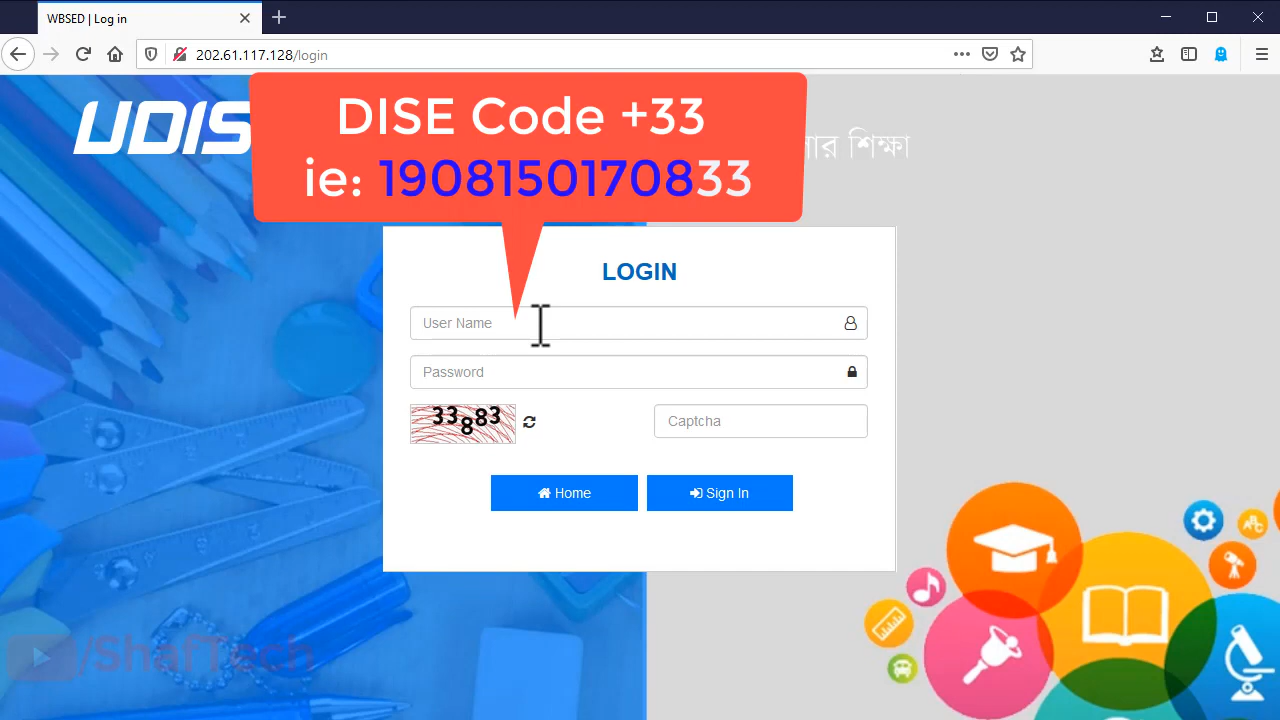 WBSED | Log in
202.61.117.128/login
UDIS
DISE Code +33
ie: 1908150170833
শিক্ষা
LOGIN
User Name
Password
33883
Captcha
Home
Sign In
/ShafTech